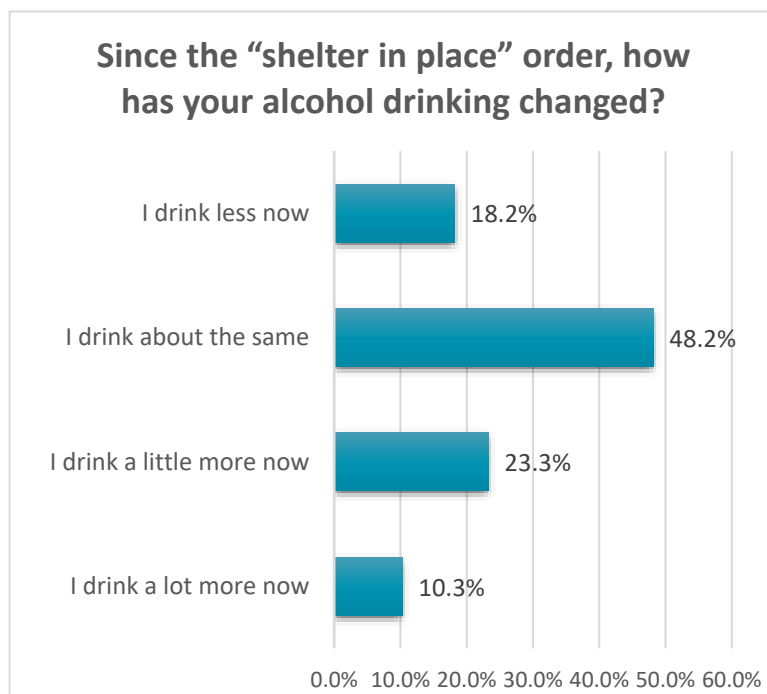 Since the “shelter in place” order, how
has your alcohol drinking changed?
I drink less now
18.2%
I drink about the same
48.2%
I drink a little more now
23.3%
I drink a lot more now
10.3%
0.0% 10.0% 20.0% 30.0% 40.0% 50.0% 60.0%